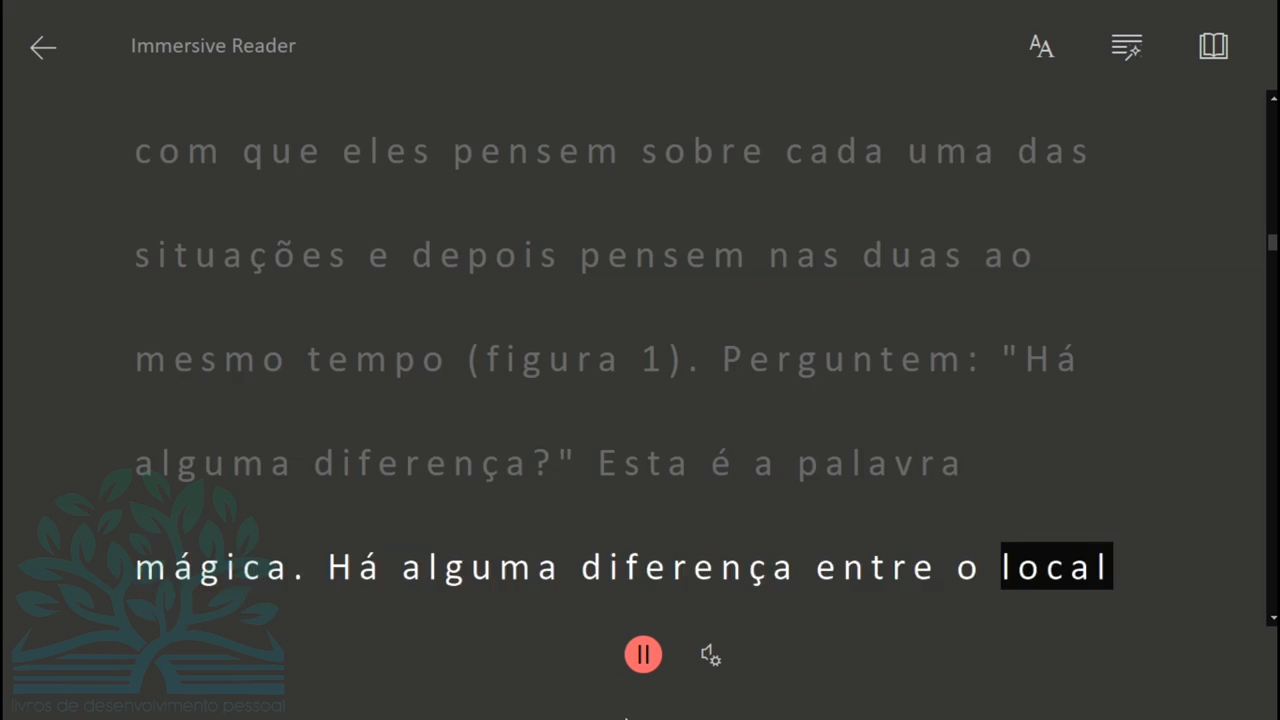 Immersive Reader
com que eles pensem sobre cada uma das
situações e depois pensem nas duas ao
mesmo tempo (figura 1). Perguntem: "Há
alguma diferença?" Esta é a palavra
mágica. Há alguma diferença entre o local
livros de desenvolvimento pessoal